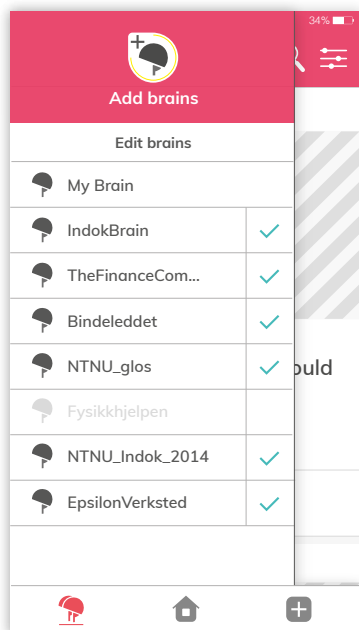 34%
Add brains
Edit brains
My Brain
IndokBrain
TheFinanceCom...
Bindeleddet
NTNU_glos
ould
Fysikkhjelpen
NTNU_Indok_2014
EpsilonVerksted